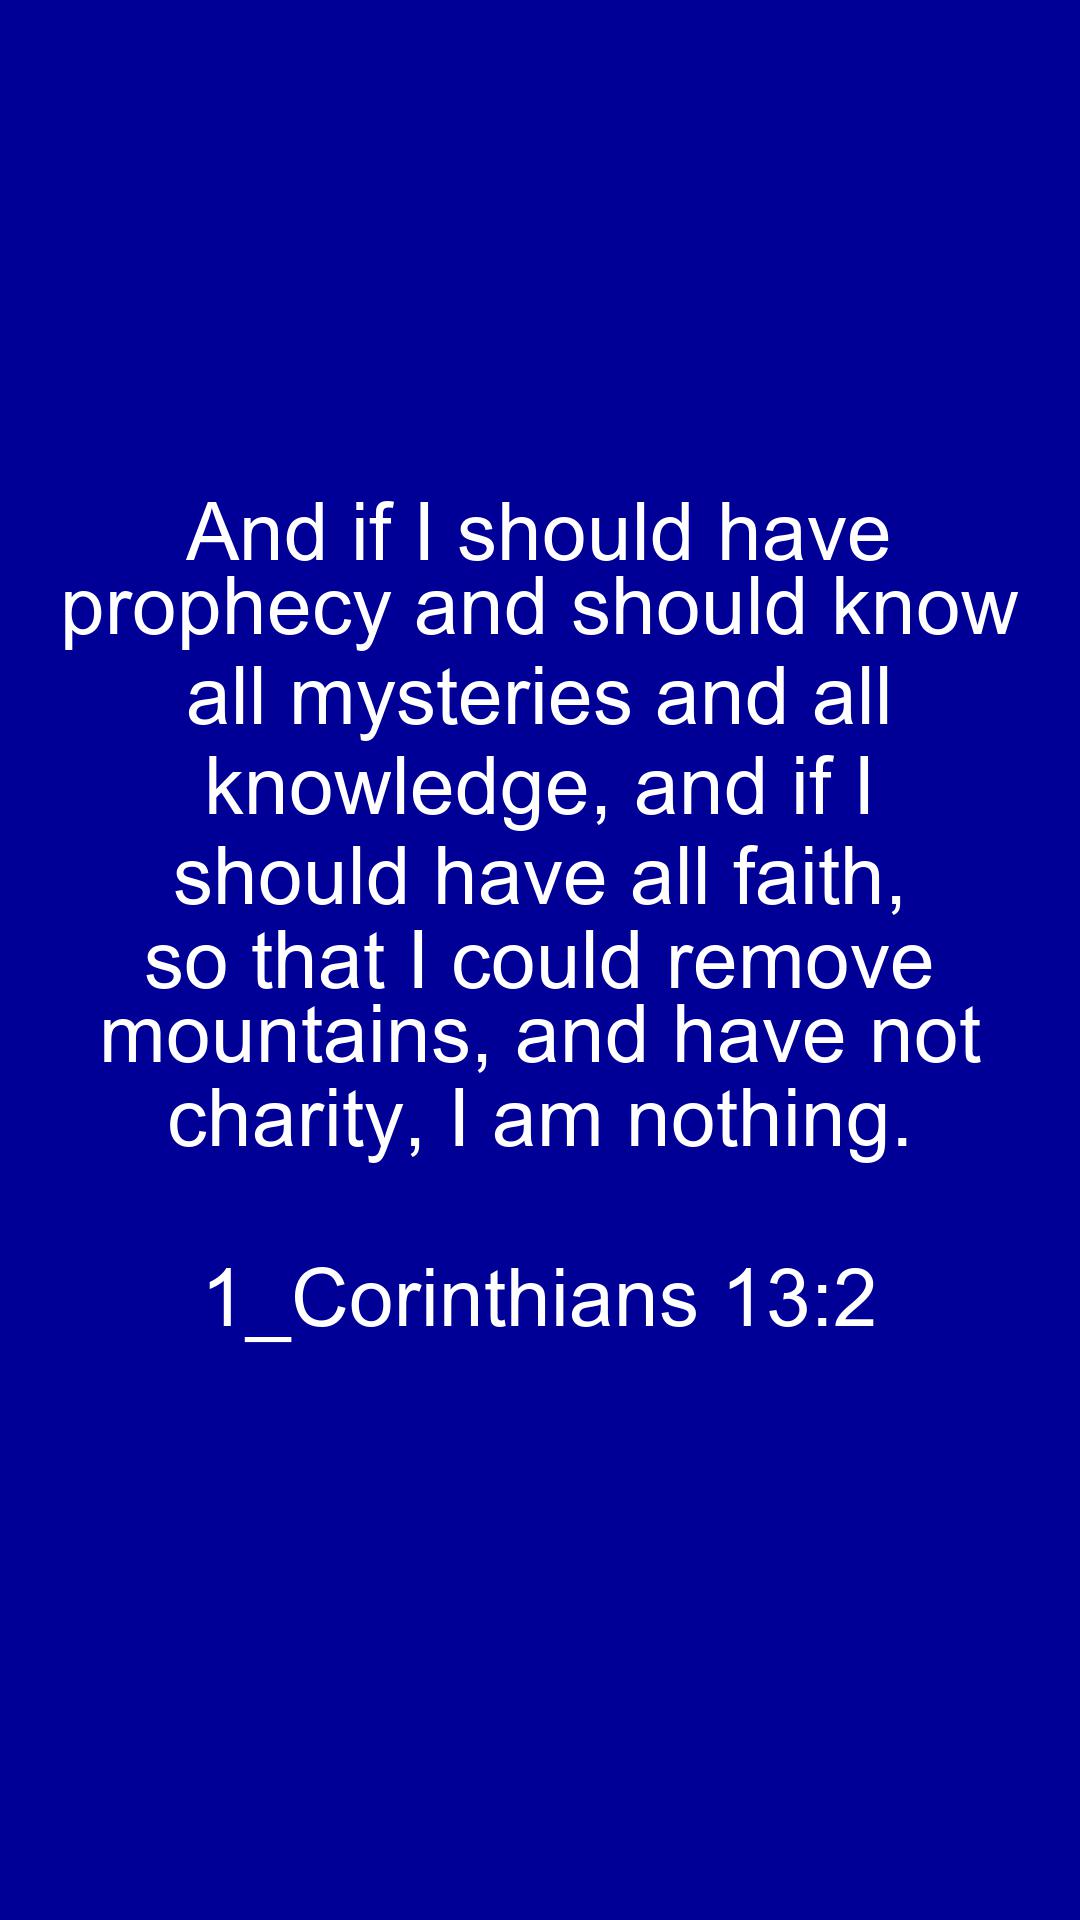 And if I should have
prophecy and should know
all mysteries and all
knowledge, and if I
should have all faith,
so that I could remove
mountains, and have not
charity, I am nothing.
1_Corinthians 13:2